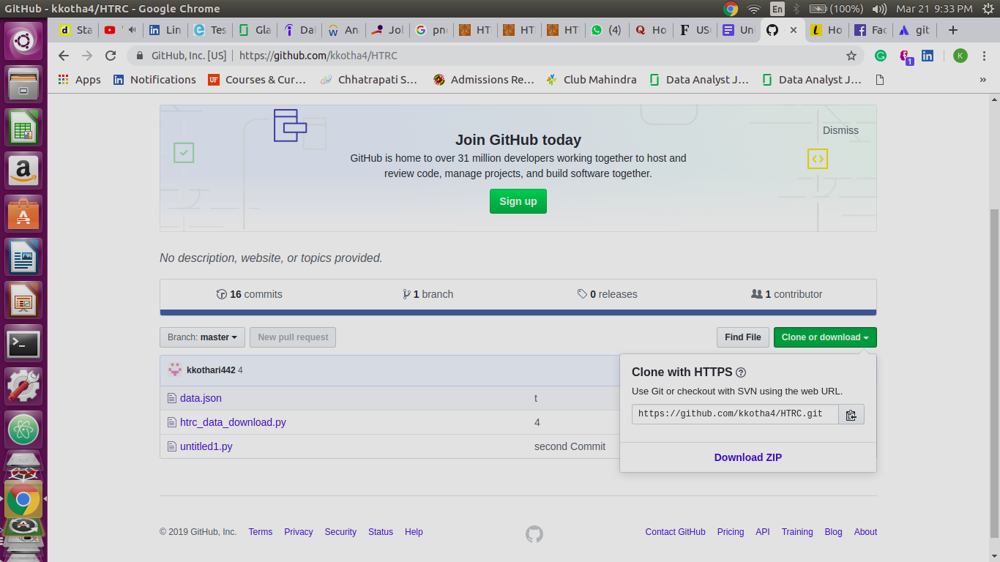 GitHub - kkotha4/HTRC - Google Chrome
En (100%) Mar 21 9:33 PM
Sta Lin Tes Gla Dat An Jol pn HT HT HT (4) Ho US Un Ho Fac git
GitHub, Inc. [US] https://github.com/kkotha4/HTRC 1 K
Apps Notifications Courses & Cur… Chhatrapati S… Admissions Re… Club Mahindra Data Analyst J… Data Analyst J… »
Dismiss
Join GitHub today
GitHub is home to over 31 million developers working together to host and
review code, manage projects, and build software together.
Sign up
No description, website, or topics provided.
16 commits 1 branch 0 releases 1 contributor
Branch: master New pull request Find File Clone or download
kkothari442 4
data.json t
htrc_data_download.py 4
untitled1.py second Commit
Clone with HTTPS
Use Git or checkout with SVN using the web URL.
https://github.com/kkotha4/HTRC.git
Download ZIP
© 2019 GitHub, Inc. Terms Privacy Security Status Help Contact GitHub Pricing API Training Blog About